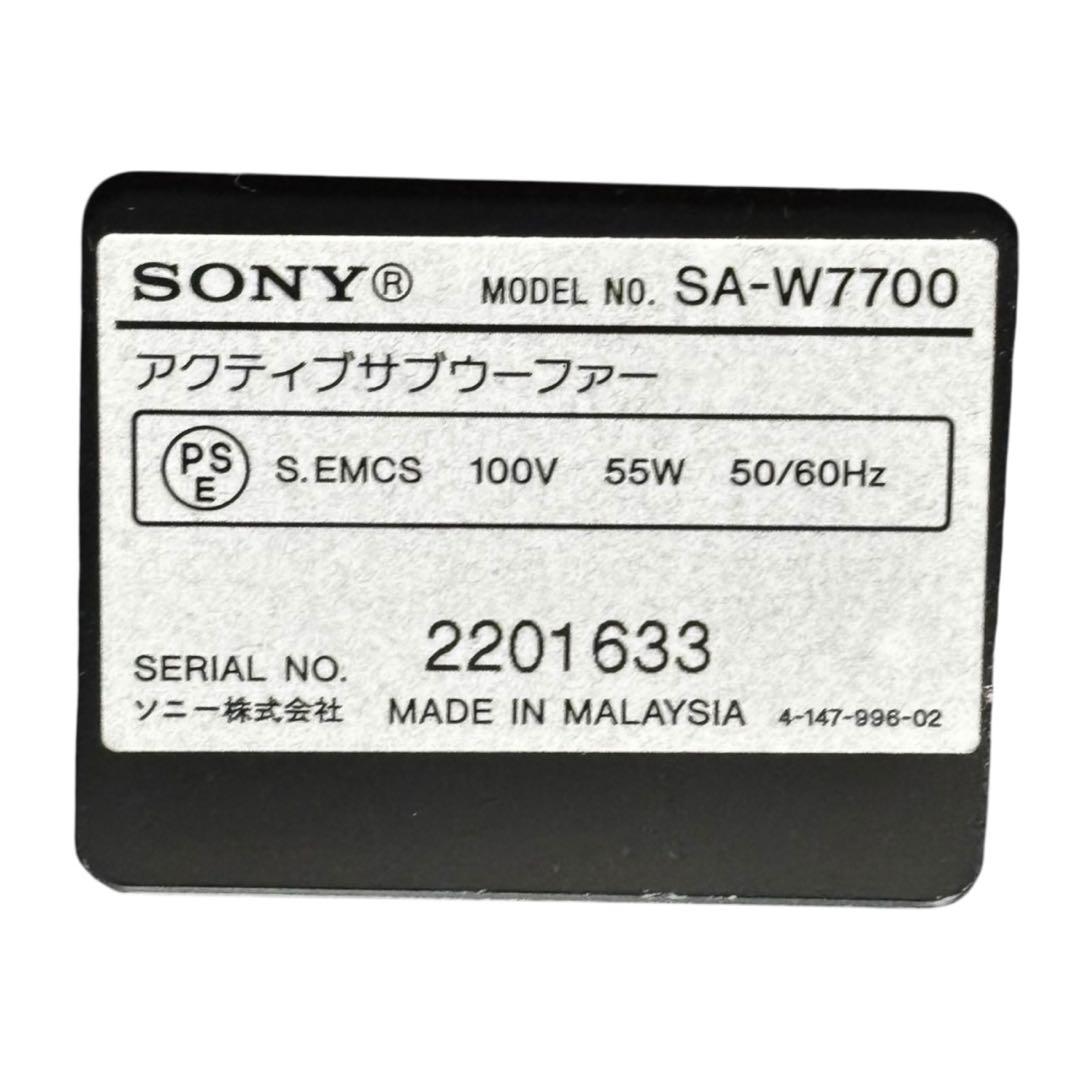 SONY® MODEL NO. SA-W7700
アクティブサブウーファー
PSE S.EMCS 100V 55W 50/60Hz
SERIAL NO. 2201633
ソニー株式会社 MADE IN MALAYSIA 4-147-996-02